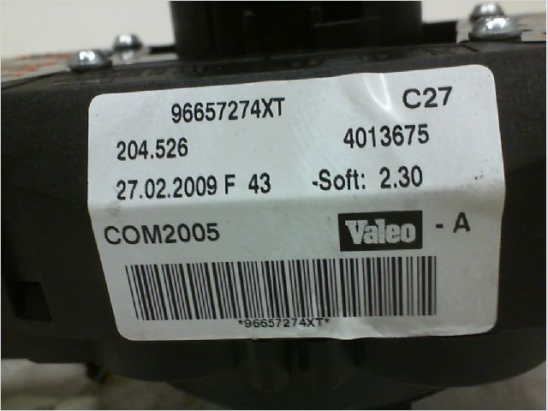 96657274XT C27
204.526 4013675
27.02.2009 F 43 -Soft: 2.30
COM2005 Valeo - A
*96657274XT*